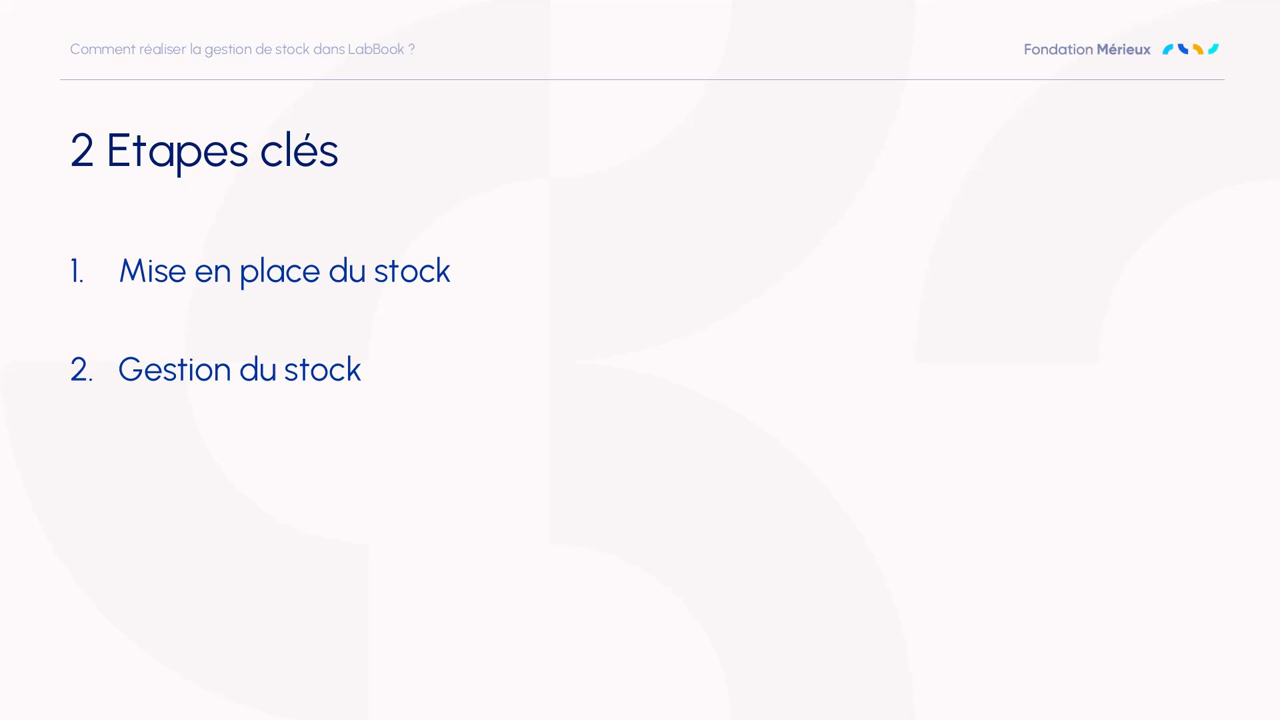 Comment réaliser la gestion de stock dans LabBook ?
Fondation Mérieux
2 Etapes clés
1. Mise en place du stock
2. Gestion du stock